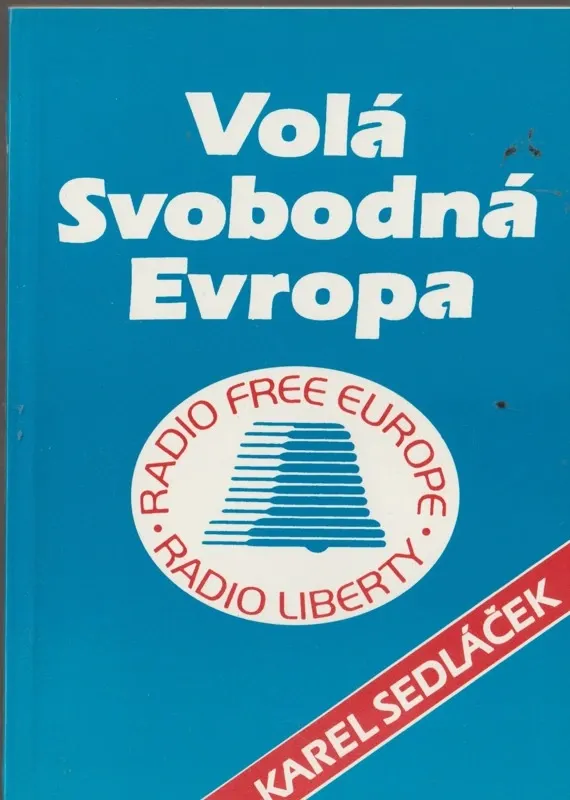 Volá
Svobodná
Evropa
RADIO FREE EUROPE
RADIO LIBERTY
KAREL SEDLÁČEK